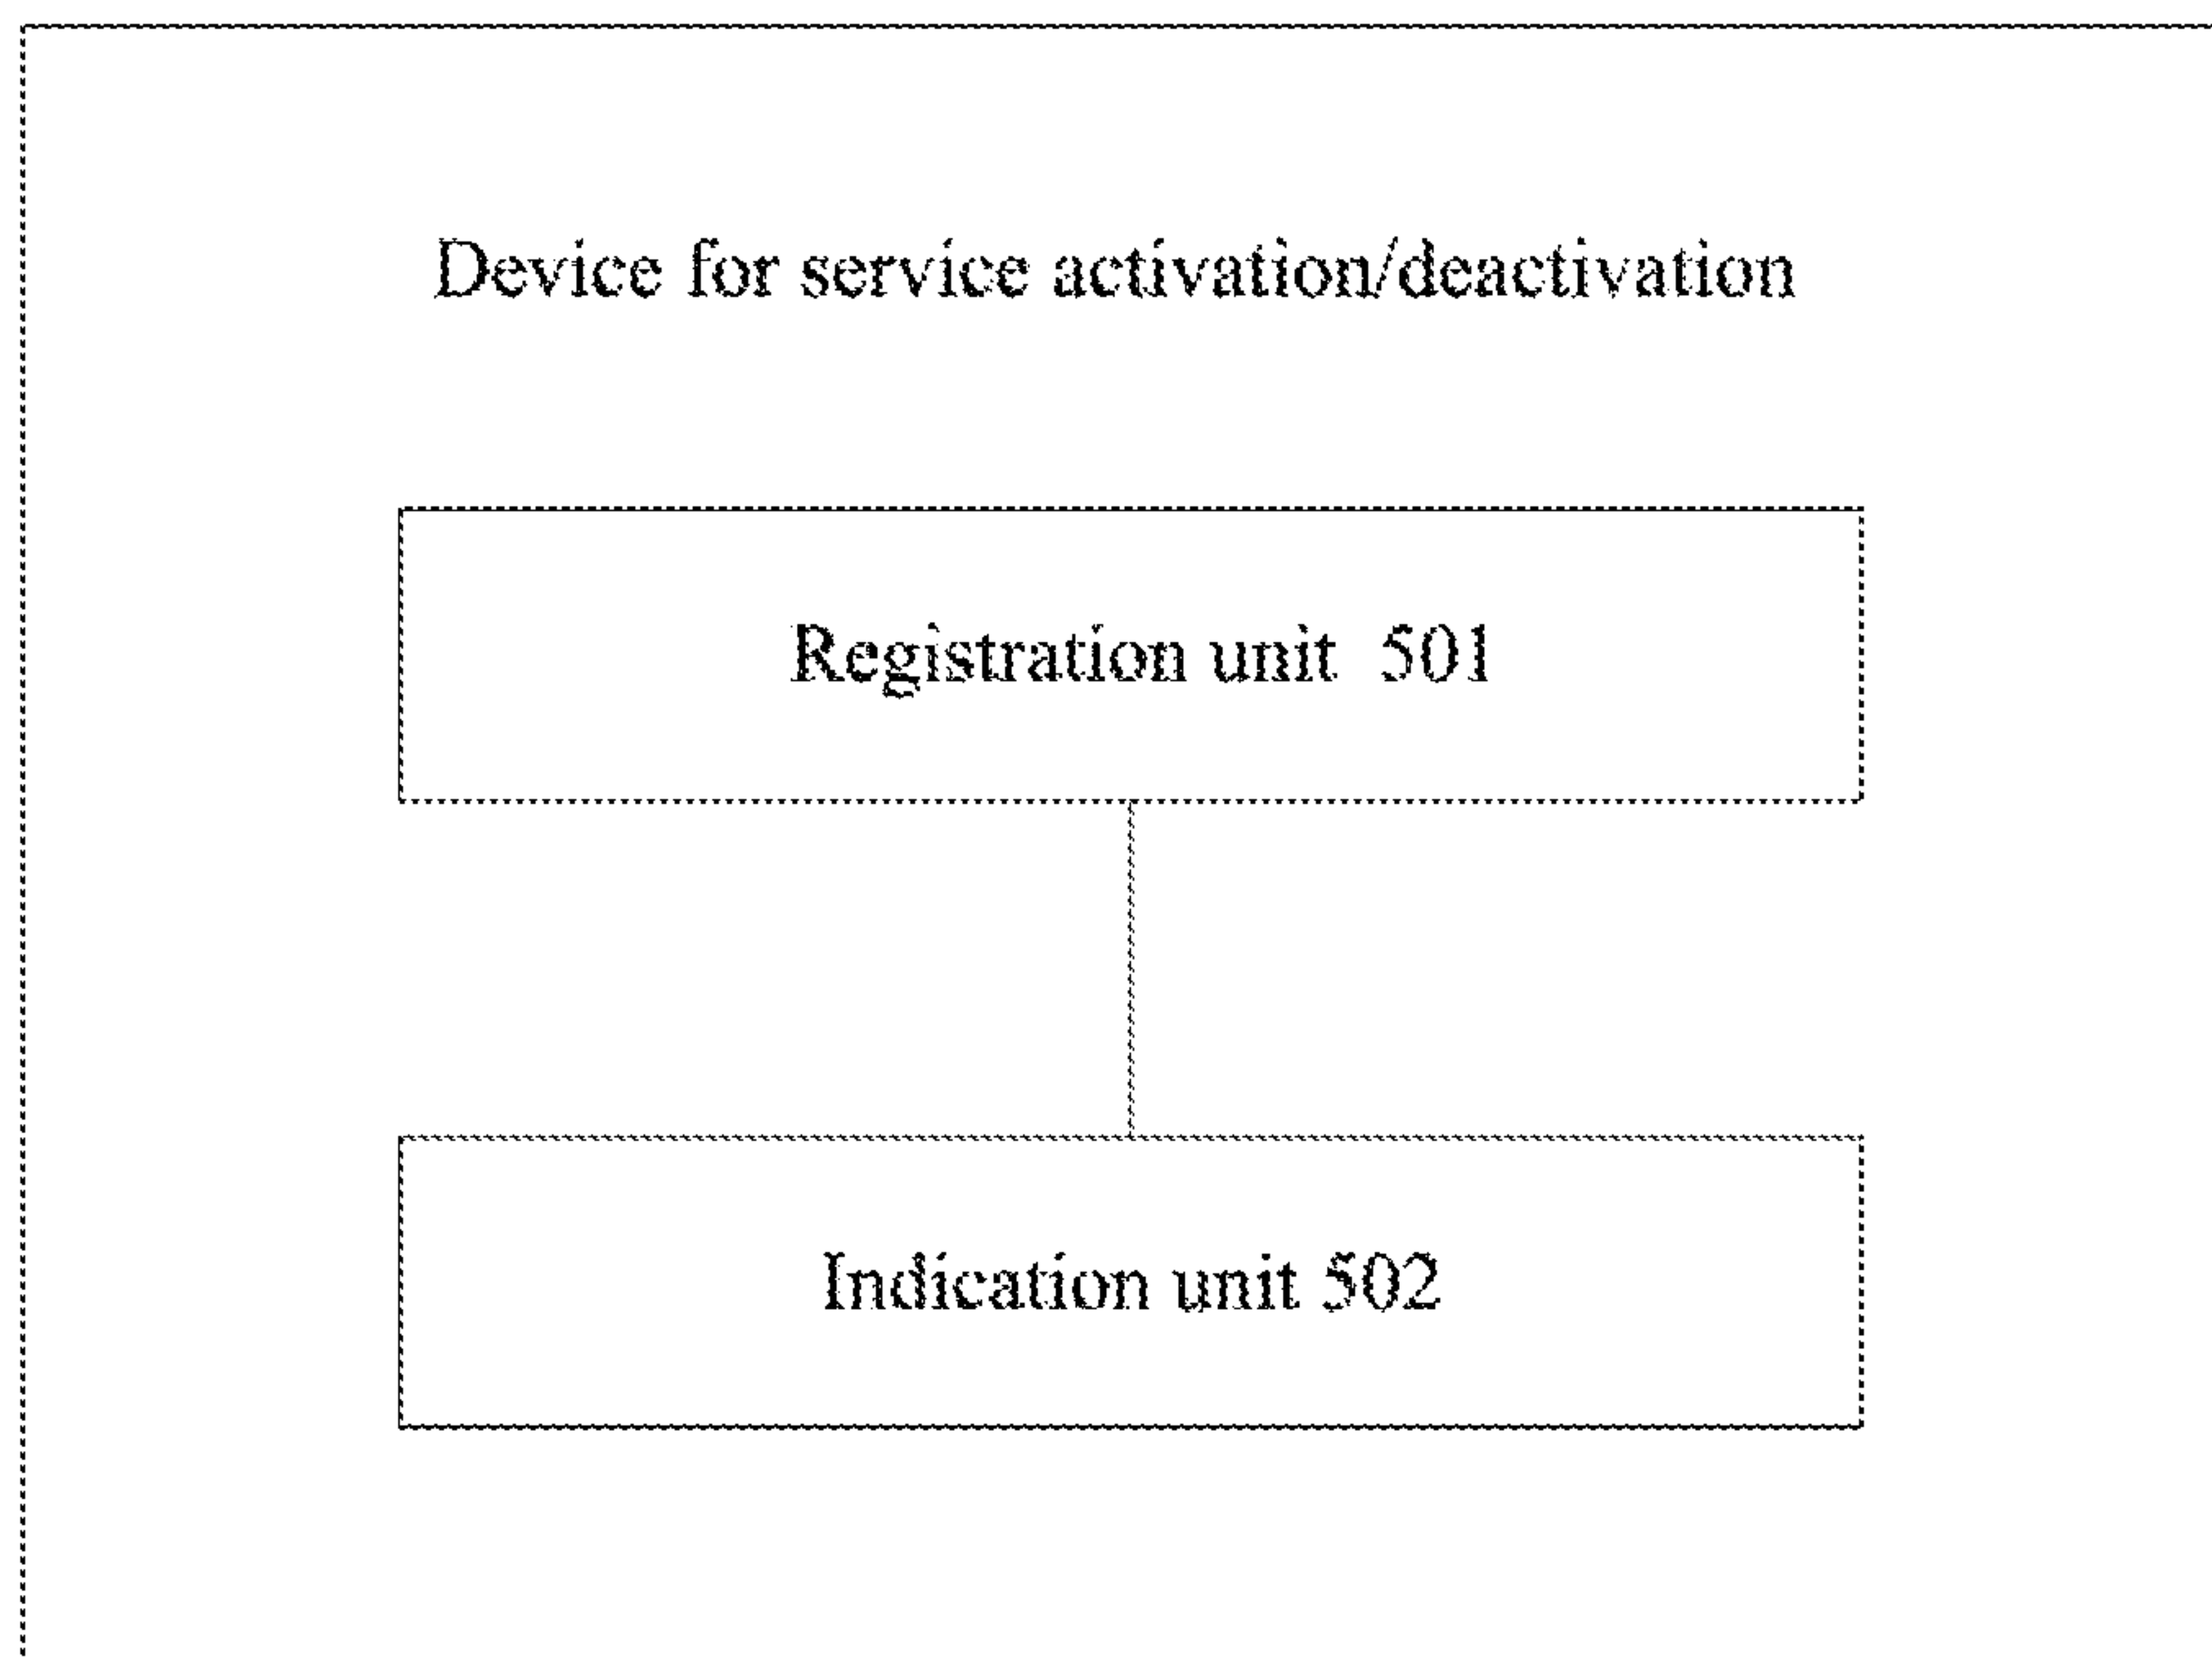 Device for service activation/deactivation
Registration unit 501
Indication unit 502